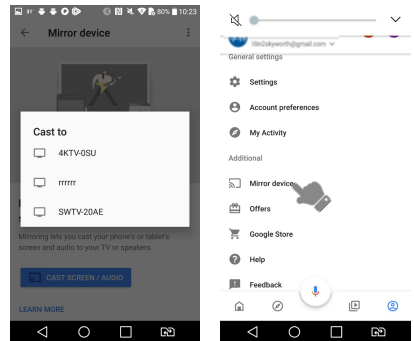 91°
80% 10:23
Mirror device
Cast to
4KTV-0SU
rrrrrr
SWTV-20AE
Mirroring lets you cast your phone's or tablet's
screen and audio to your TV or speakers.
CAST SCREEN / AUDIO
LEARN MORE
General settings
Settings
Account preferences
My Activity
Additional
Mirror device
Offers
Google Store
Help
Feedback